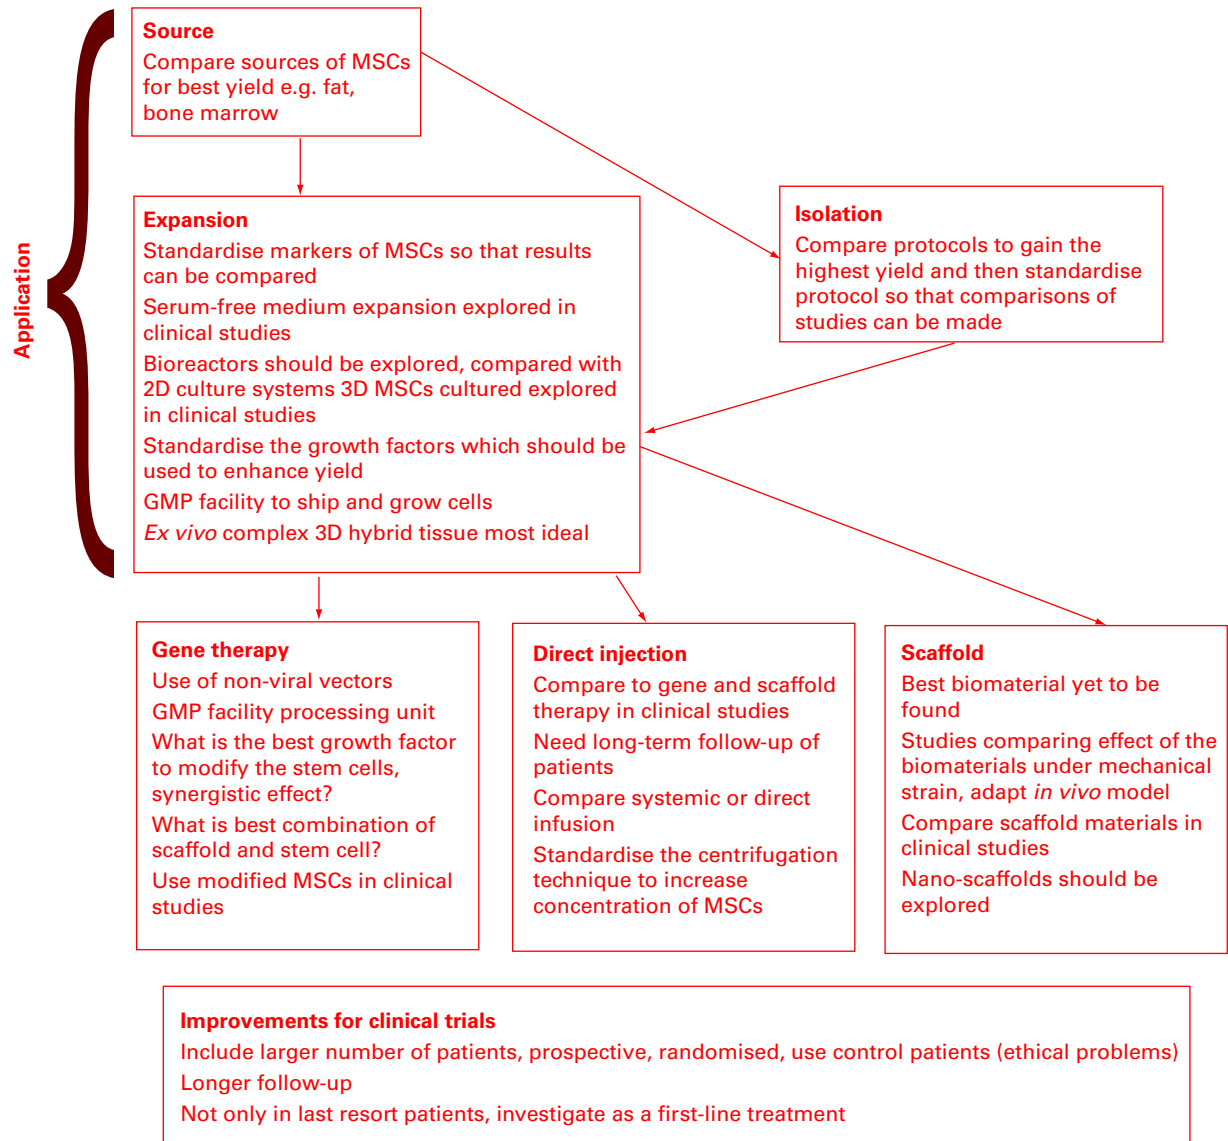 Application
Source
Compare sources of MSCs
for best yield e.g. fat,
bone marrow
Expansion
Standardise markers of MSCs so that results
can be compared
Serum-free medium expansion explored in
clinical studies
Bioreactors should be explored, compared with
2D culture systems 3D MSCs cultured explored
in clinical studies
Standardise the growth factors which should be
used to enhance yield
GMP facility to ship and grow cells
Ex vivo complex 3D hybrid tissue most ideal
Isolation
Compare protocols to gain the
highest yield and then standardise
protocol so that comparisons of
studies can be made
Gene therapy
Use of non-viral vectors
GMP facility processing unit
What is the best growth factor
to modify the stem cells,
synergistic effect?
What is best combination of
scaffold and stem cell?
Use modified MSCs in clinical
studies
Direct injection
Compare to gene and scaffold
therapy in clinical studies
Need long-term follow-up of
patients
Compare systemic or direct
infusion
Standardise the centrifugation
technique to increase
concentration of MSCs
Scaffold
Best biomaterial yet to be
found
Studies comparing effect of the
biomaterials under mechanical
strain, adapt in vivo model
Compare scaffold materials in
clinical studies
Nano-scaffolds should be
explored
Improvements for clinical trials
Include larger number of patients, prospective, randomised, use control patients (ethical problems)
Longer follow-up
Not only in last resort patients, investigate as a first-line treatment